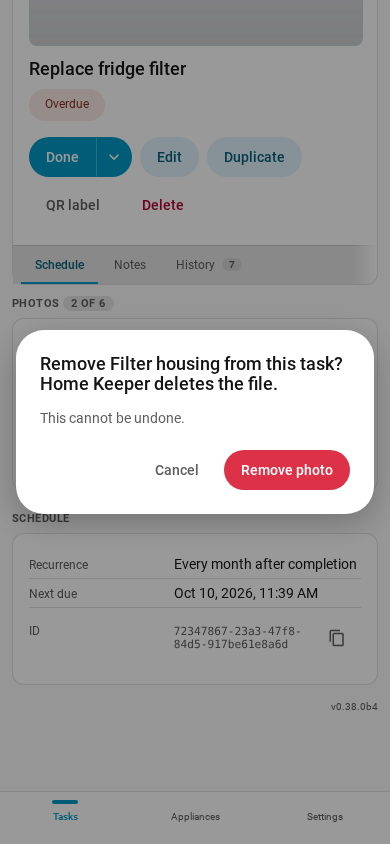 Replace fridge filter
Overdue
Done
Edit
Duplicate
QR label
Delete
Schedule
Notes
History 7
PHOTOS 2 OF 6
Remove Filter housing from this task?
Home Keeper deletes the file.
This cannot be undone.
Cancel
Remove photo
SCHEDULE
Recurrence
Every month after completion
Next due
Oct 10, 2026, 11:39 AM
ID
72347867-23a3-47f8-
84d5-917be61e8a6d
v0.38.0b4
Tasks
Appliances
Settings